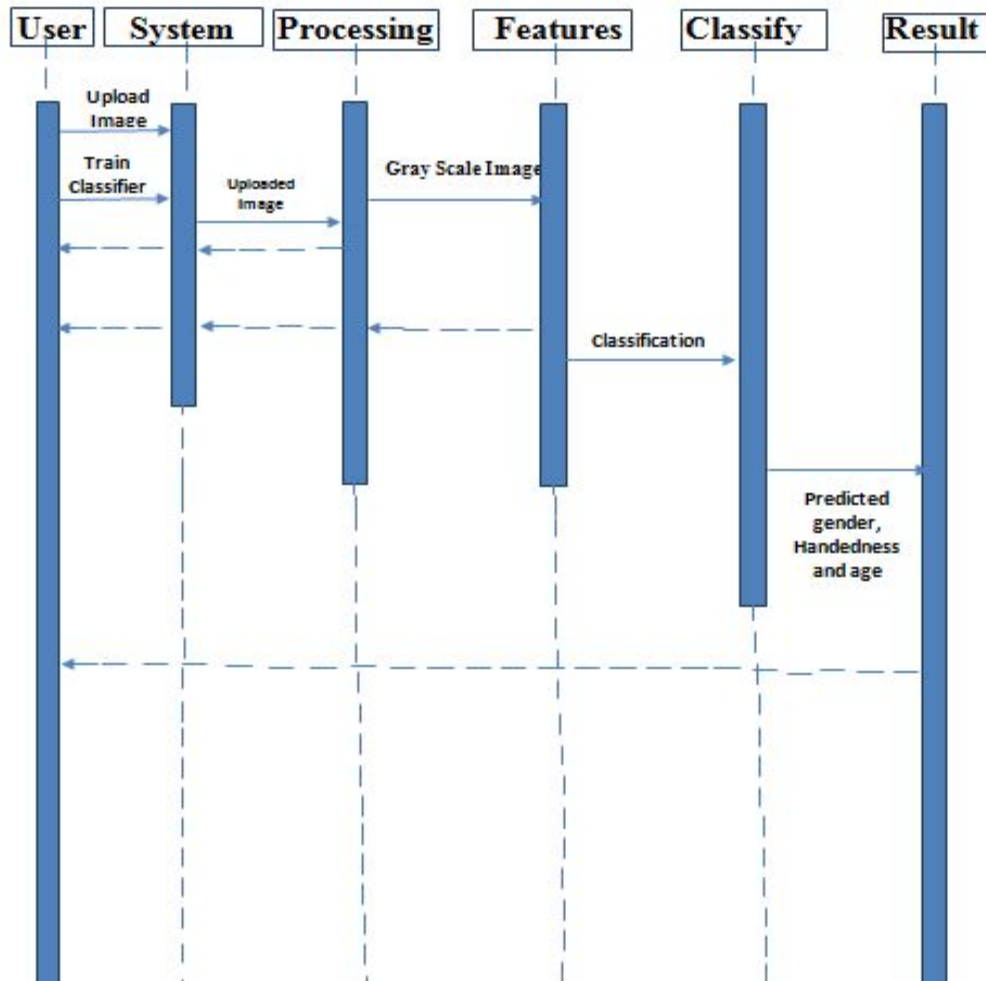 User
System
Processing
Features
Classify
Result
Upload
Image
Train
Classifier
Uploaded
Image
Gray Scale Image
Classification
Predicted
gender,
Handedness
and age